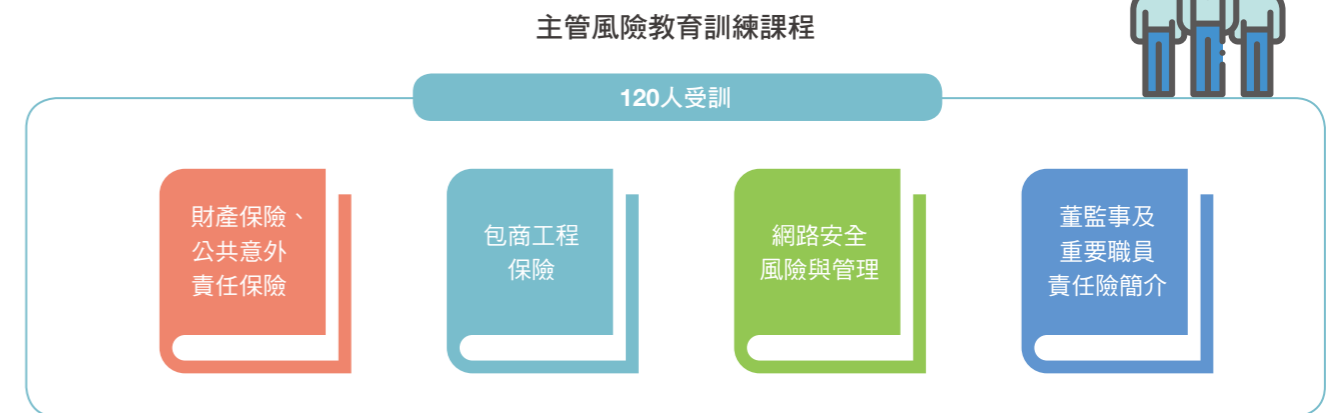 主管風險教育訓練課程
120人受訓
財產保險、
公共意外
責任保險
包商工程
保險
網路安全
風險與管理
董監事及
重要職員
責任險簡介